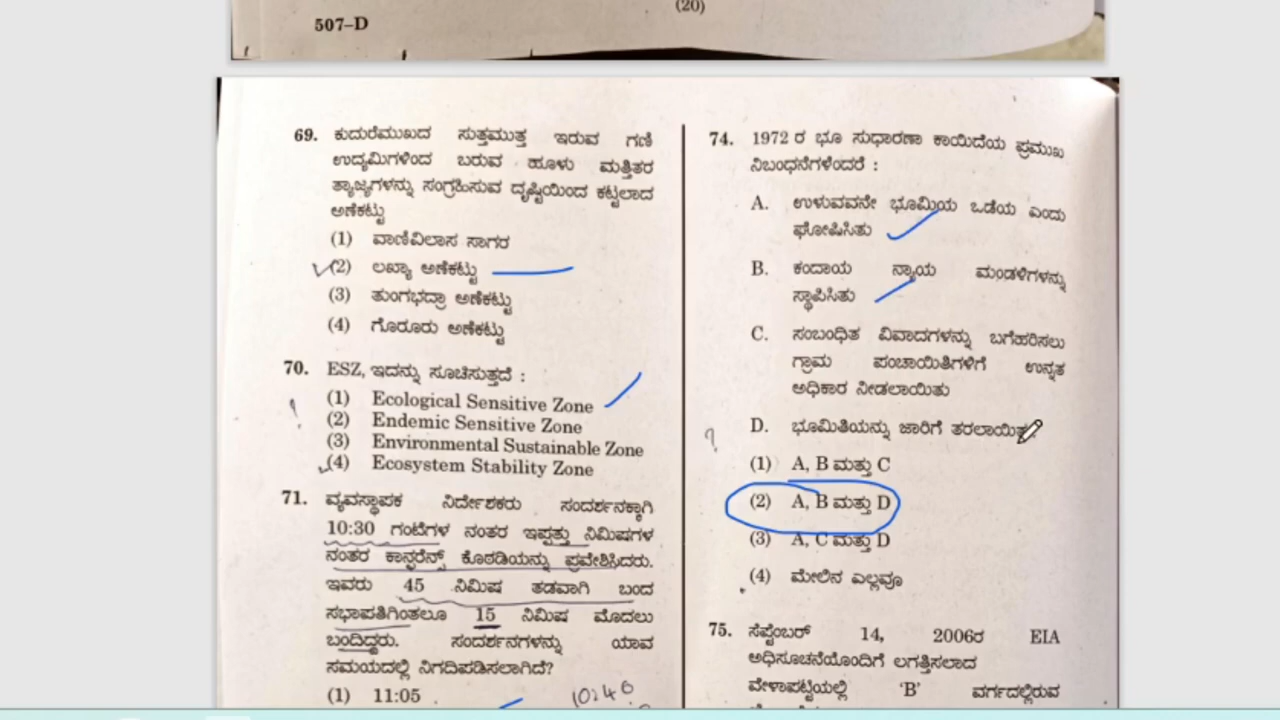 (20)
507–D
69. ಕುದುರೆಮುಖದ ಸುತ್ತಮುತ್ತ ಇರುವ ಗಣಿ
ಉದ್ಯಮಿಗಳಿಂದ ಬರುವ ಹೂಳು ಮತ್ತಿತರ
ತ್ಯಾಜ್ಯಗಳನ್ನು ಸಂಗ್ರಹಿಸುವ ದೃಷ್ಟಿಯಿಂದ ಕಟ್ಟಲಾದ
ಅಣೆಕಟ್ಟು
(1) ವಾಣಿವಿಲಾಸ ಸಾಗರ
(2) ಲಖ್ಯಾ ಅಣೆಕಟ್ಟು
(3) ತುಂಗಭದ್ರಾ ಅಣೆಕಟ್ಟು
(4) ಗೊರೂರು ಅಣೆಕಟ್ಟು
70. ESZ, ಇದನ್ನು ಸೂಚಿಸುತ್ತದೆ :
(1) Ecological Sensitive Zone
(2) Endemic Sensitive Zone
(3) Environmental Sustainable Zone
(4) Ecosystem Stability Zone
71. ವ್ಯವಸ್ಥಾಪಕ ನಿರ್ದೇಶಕರು ಸಂದರ್ಶನಕ್ಕಾಗಿ
10:30 ಗಂಟೆಗಳ ನಂತರ ಇಪ್ಪತ್ತು ನಿಮಿಷಗಳ
ನಂತರ ಕಾನ್ಫರೆನ್ಸ್ ಕೊಠಡಿಯನ್ನು ಪ್ರವೇಶಿಸಿದರು.
ಇವರು 45 ನಿಮಿಷ ತಡವಾಗಿ ಬಂದ
ಸಭಾಪತಿಗಿಂತಲೂ 15 ನಿಮಿಷ ಮೊದಲು
ಬಂದಿದ್ದರು. ಸಂದರ್ಶನಗಳನ್ನು ಯಾವ
ಸಮಯದಲ್ಲಿ ನಿಗದಿಪಡಿಸಲಾಗಿದೆ?
(1) 11:05
74. 1972 ರ ಭೂ ಸುಧಾರಣಾ ಕಾಯಿದೆಯ ಪ್ರಮುಖ
ನಿಬಂಧನೆಗಳೆಂದರೆ :
A. ಉಳುವವನೇ ಭೂಮಿಯ ಒಡೆಯ ಎಂದು
ಘೋಷಿಸಿತು
B. ಕಂದಾಯ ನ್ಯಾಯ ಮಂಡಳಿಗಳನ್ನು
ಸ್ಥಾಪಿಸಿತು
C. ಸಂಬಂಧಿತ ವಿವಾದಗಳನ್ನು ಬಗೆಹರಿಸಲು
ಗ್ರಾಮ ಪಂಚಾಯಿತಿಗಳಿಗೆ ಉನ್ನತ
ಅಧಿಕಾರ ನೀಡಲಾಯಿತು
D. ಭೂಮಿತಿಯನ್ನು ಜಾರಿಗೆ ತರಲಾಯಿತು
(1) A, B ಮತ್ತು C
(2) A, B ಮತ್ತು D
(3) A, C ಮತ್ತು D
(4) ಮೇಲಿನ ಎಲ್ಲವೂ
75. ಸೆಪ್ಟೆಂಬರ್ 14, 2006ರ EIA
ಅಧಿಸೂಚನೆಯೊಂದಿಗೆ ಲಗತ್ತಿಸಲಾದ
ವೇಳಾಪಟ್ಟಿಯಲ್ಲಿ 'B' ವರ್ಗದಲ್ಲಿರುವ